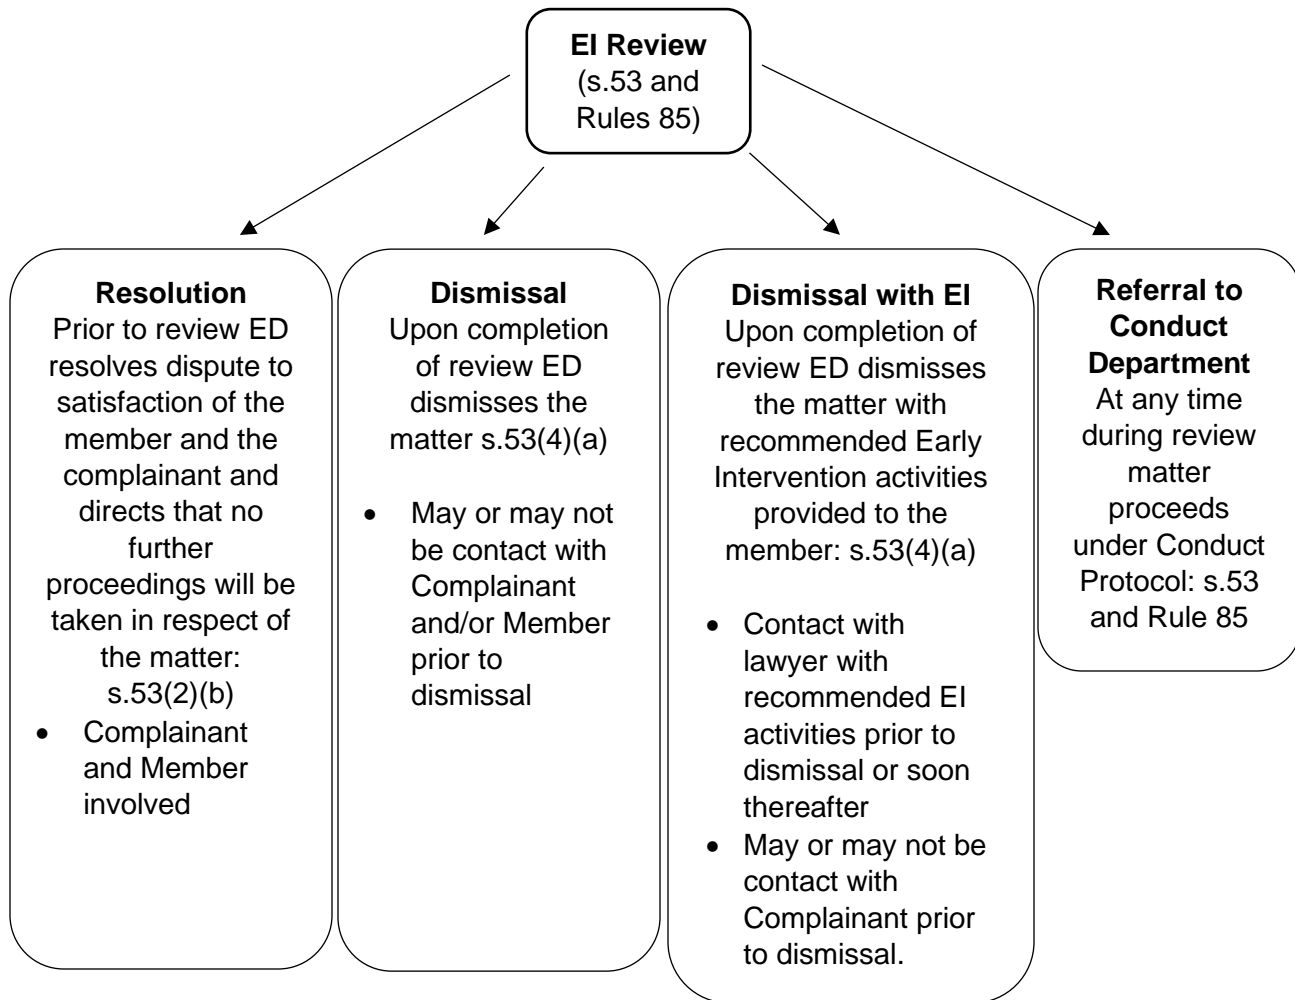 EI Review
(s.53 and
Rules 85)
Resolution
Prior to review ED
resolves dispute to
satisfaction of the
member and the
complainant and
directs that no
further
proceedings will be
taken in respect of
the matter:
s.53(2)(b)
• Complainant
and Member
involved
Dismissal
Upon completion
of review ED
dismisses the
matter s.53(4)(a)
• May or may not
be contact with
Complainant
and/or Member
prior to
dismissal
Dismissal with EI
Upon completion of
review ED dismisses
the matter with
recommended Early
Intervention activities
provided to the
member: s.53(4)(a)
• Contact with
lawyer with
recommended EI
activities prior to
dismissal or soon
thereafter
• May or may not be
contact with
Complainant prior
to dismissal.
Referral to
Conduct
Department
At any time
during review
matter
proceeds
under Conduct
Protocol: s.53
and Rule 85